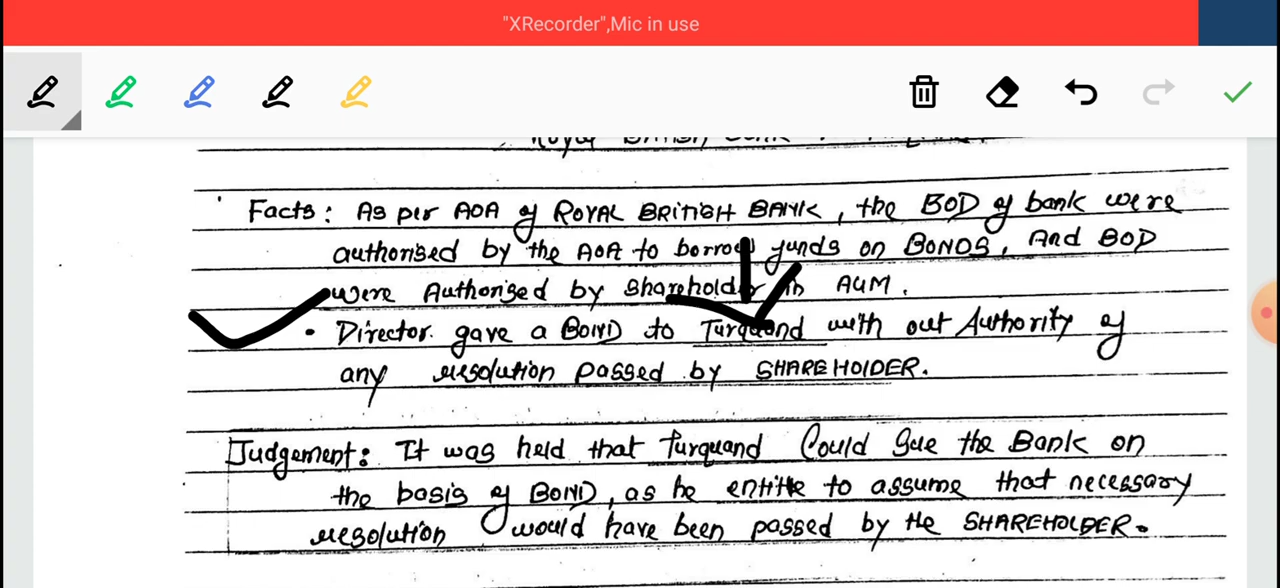 "XRecorder",Mic in use
Facts: As per AOA of ROYAL BRITISH BANK, the BOD of bank were
authorised by the AOA to borrow funds on BONDS, And BOD
were Authorised by Shareholder in AGM.
• Director gave a BOND to Turquand with out Authority of
any resolution passed by SHAREHOLDER.
Judgement: It was held that Turquand Could sue the Bank on
the basis of BOND, as he entitle to assume that necessary
resolution would have been passed by the SHAREHOLDER.